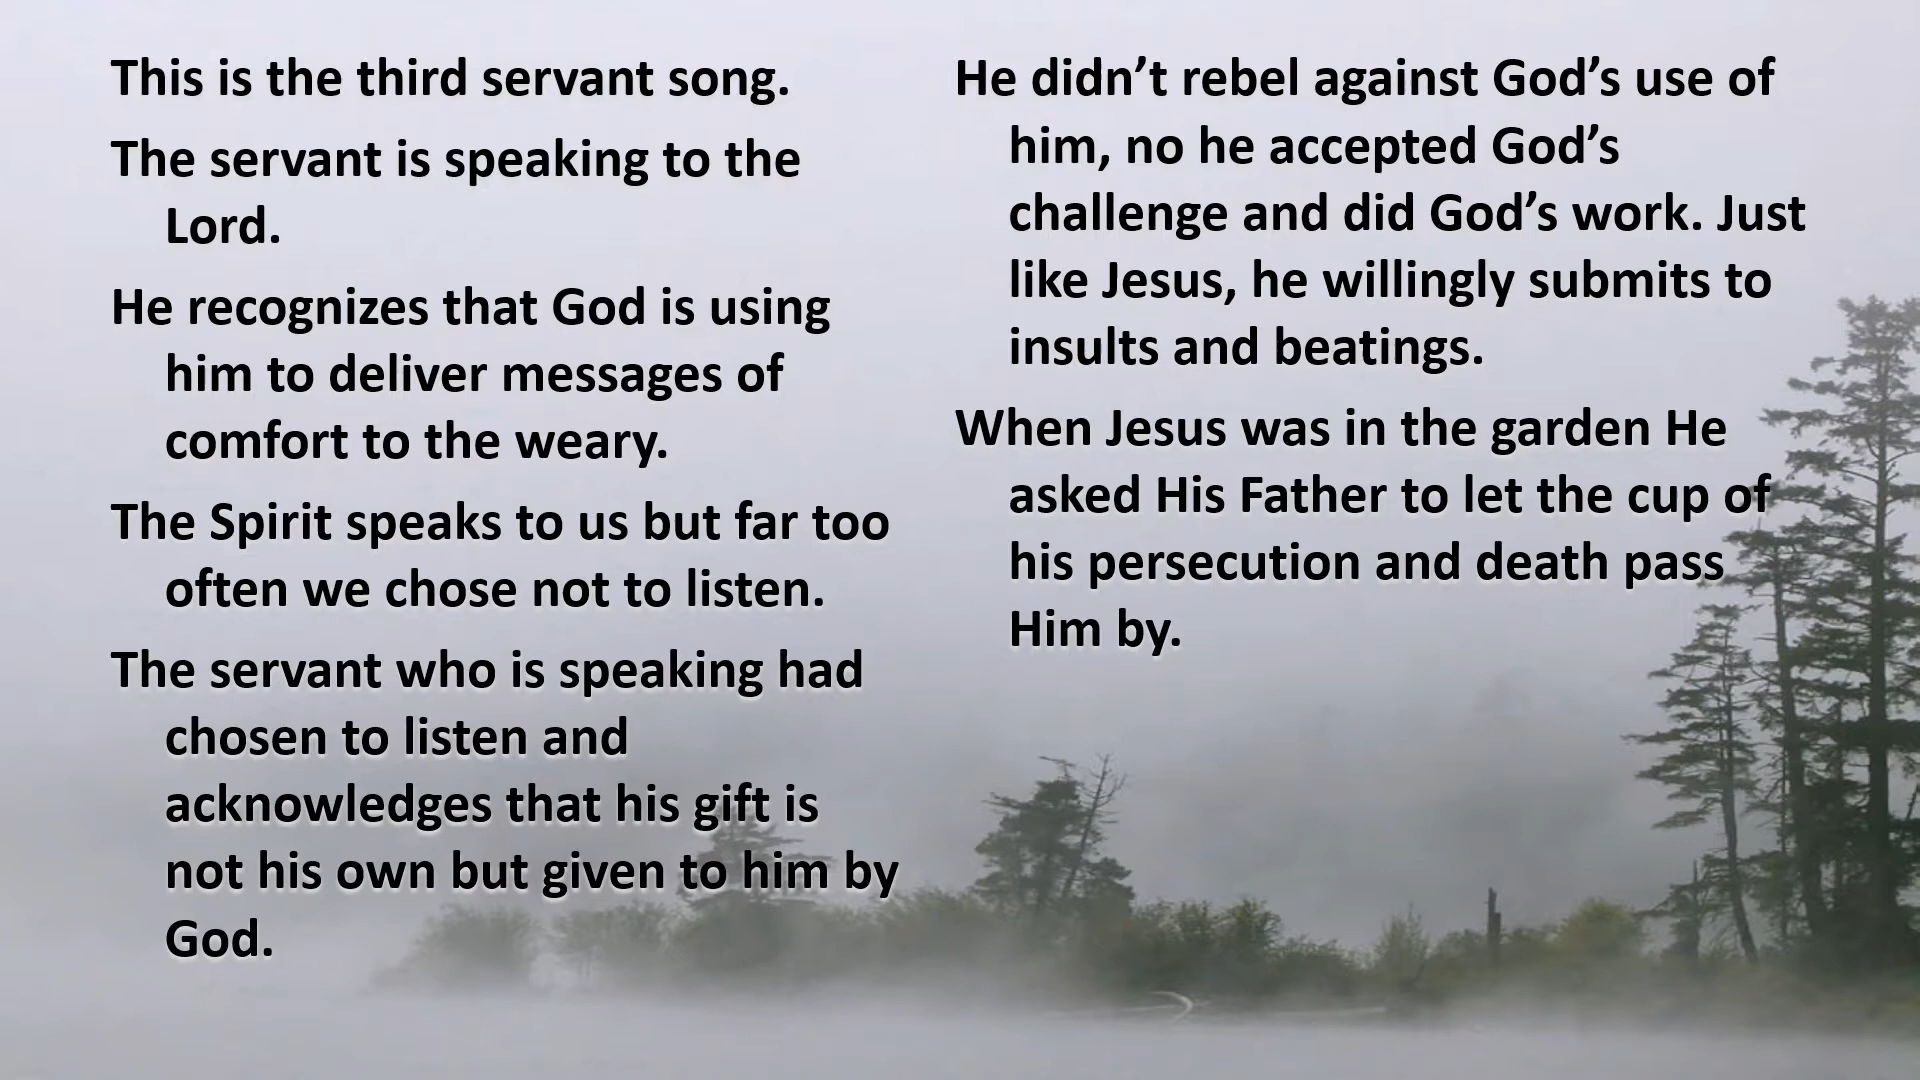 This is the third servant song.
The servant is speaking to the
Lord.
He recognizes that God is using
him to deliver messages of
comfort to the weary.
The Spirit speaks to us but far too
often we chose not to listen.
The servant who is speaking had
chosen to listen and
acknowledges that his gift is
not his own but given to him by
God.
He didn’t rebel against God’s use of
him, no he accepted God’s
challenge and did God’s work. Just
like Jesus, he willingly submits to
insults and beatings.
When Jesus was in the garden He
asked His Father to let the cup of
his persecution and death pass
Him by.